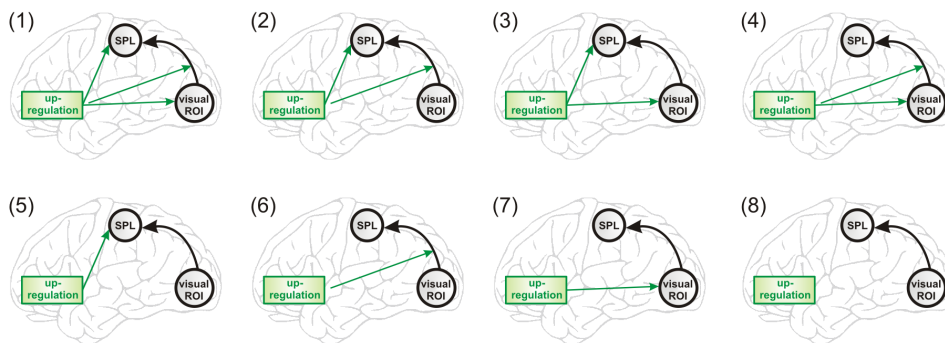 (1)
SPL
up-
regulation
visual
ROI
(2)
SPL
up-
regulation
visual
ROI
(3)
SPL
up-
regulation
visual
ROI
(4)
SPL
up-
regulation
visual
ROI
(5)
SPL
up-
regulation
visual
ROI
(6)
SPL
up-
regulation
visual
ROI
(7)
SPL
up-
regulation
visual
ROI
(8)
SPL
up-
regulation
visual
ROI